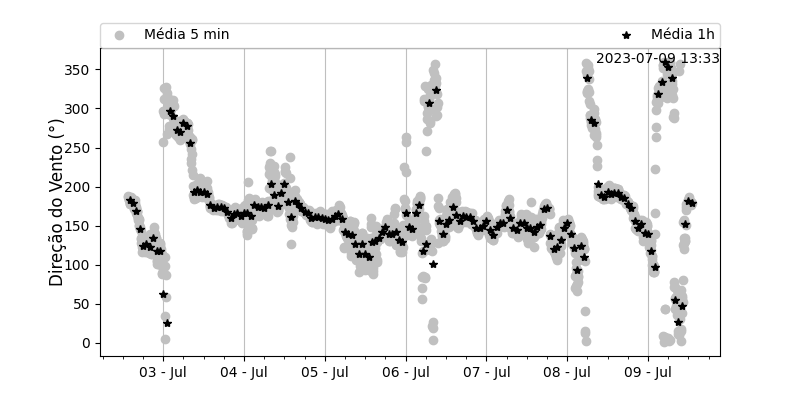 Média 5 min
Média 1h
2023-07-09 13:33
Direção do Vento (°)
350
300
250
200
150
100
50
0
03 - Jul
04 - Jul
05 - Jul
06 - Jul
07 - Jul
08 - Jul
09 - Jul